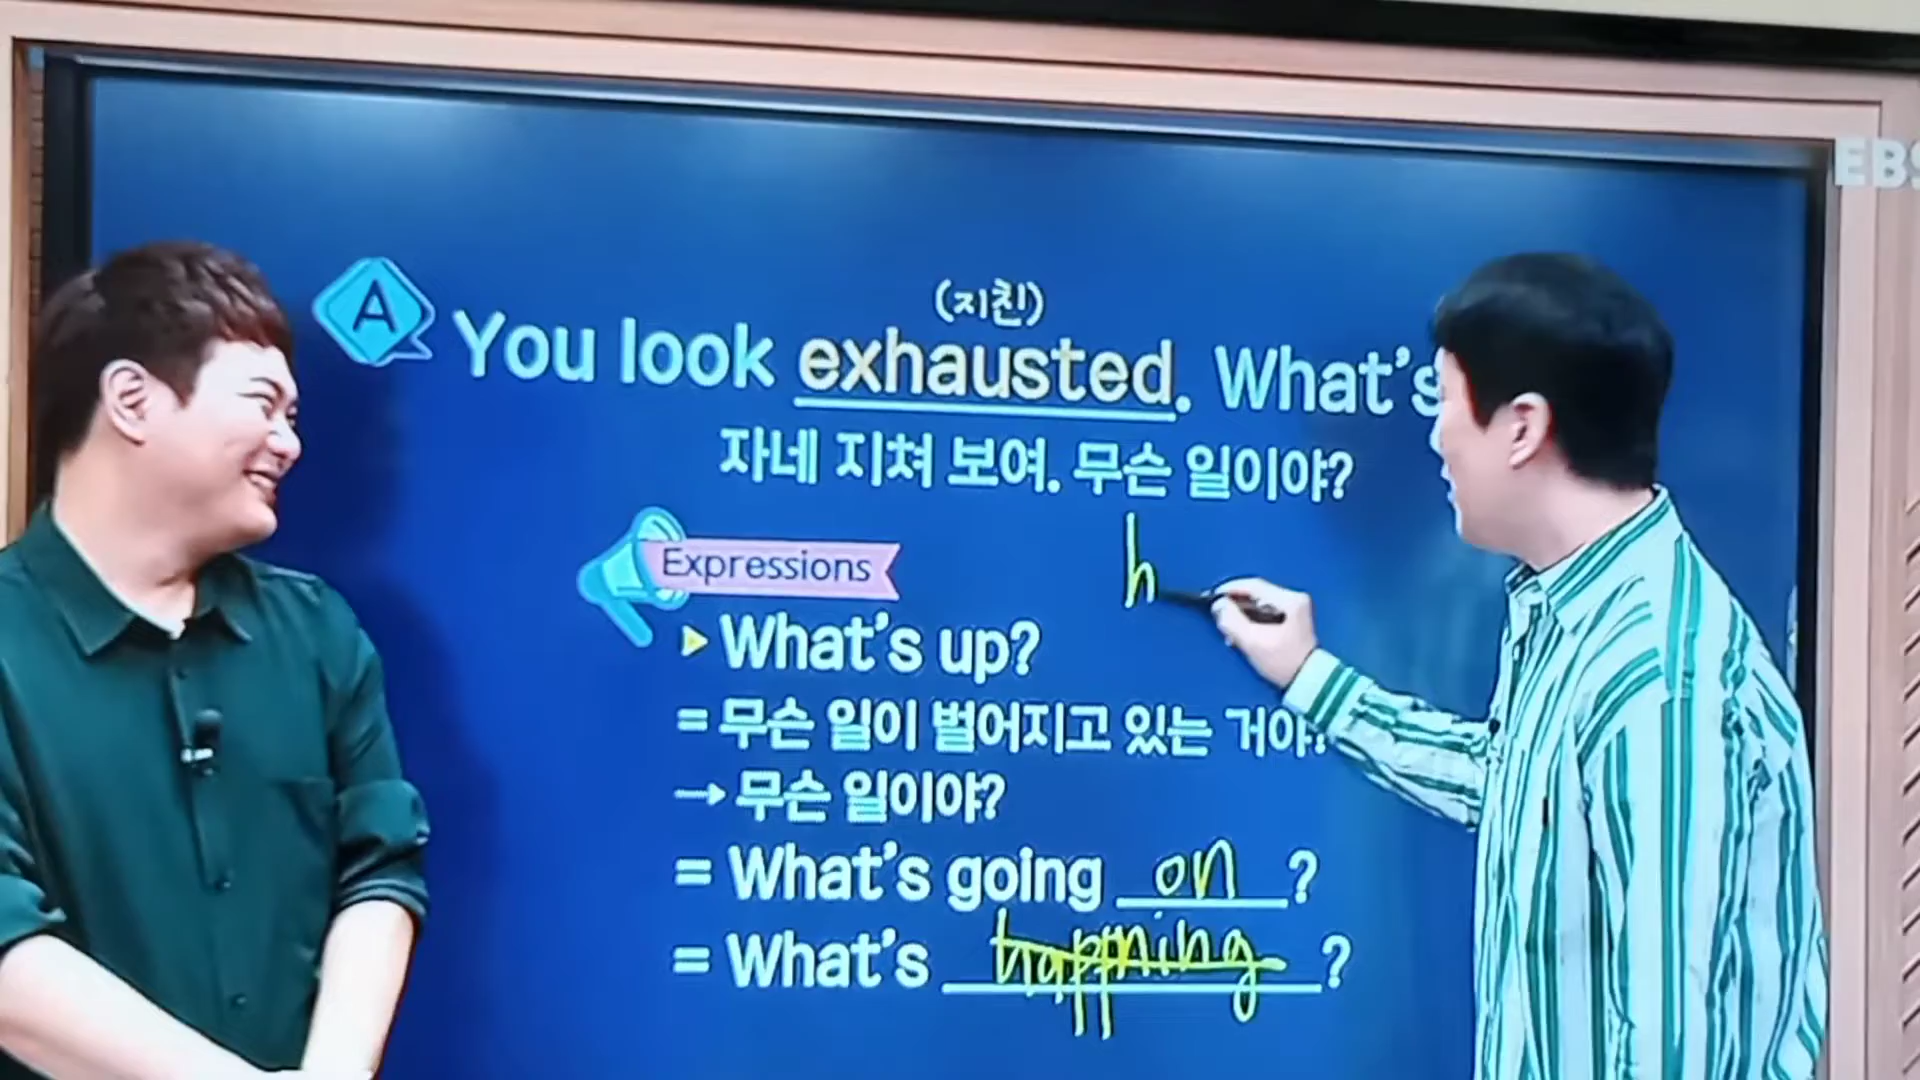 EBS
A
(지친)
You look exhausted. What's
자네 지쳐 보여. 무슨 일이야?
h
Expressions
What's up?
= 무슨 일이 벌어지고 있는 거야?
→ 무슨 일이야?
= What's going on ?
= What's happning ?